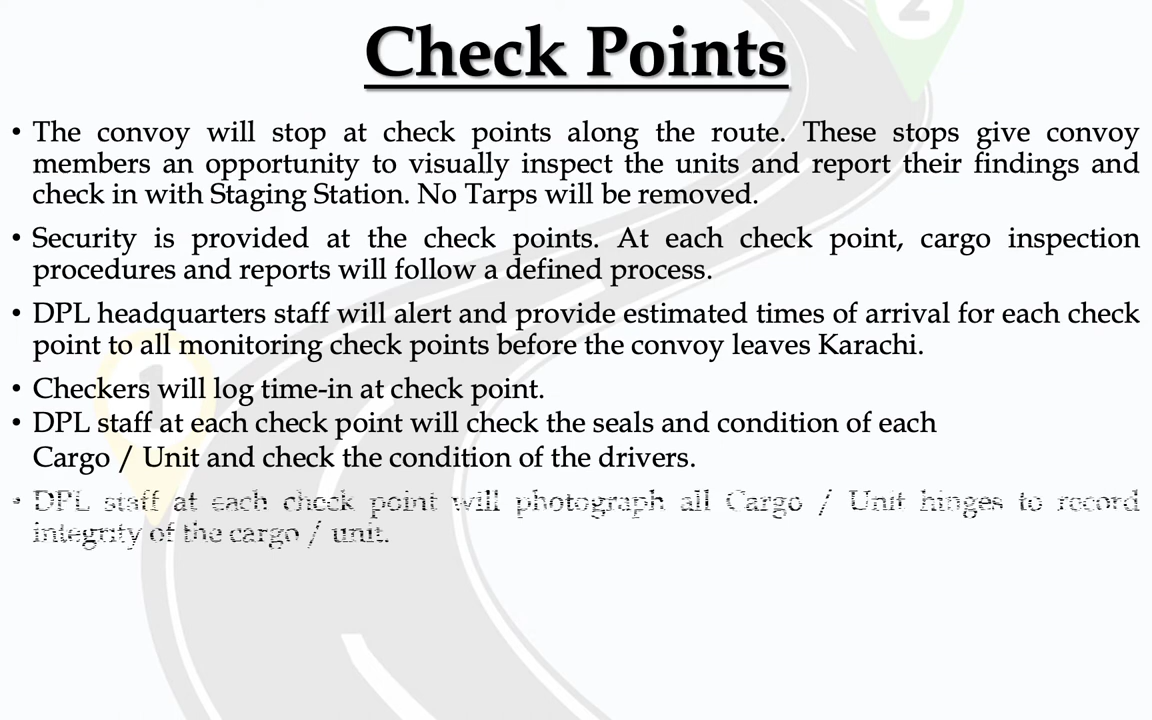 2
Check Points
• The convoy will stop at check points along the route. These stops give convoy
members an opportunity to visually inspect the units and report their findings and
check in with Staging Station. No Tarps will be removed.
• Security is provided at the check points. At each check point, cargo inspection
procedures and reports will follow a defined process.
• DPL headquarters staff will alert and provide estimated times of arrival for each check
point to all monitoring check points before the convoy leaves Karachi.
1
• Checkers will log time-in at check point.
• DPL staff at each check point will check the seals and condition of each
Cargo / Unit and check the condition of the drivers.
• DPL staff at each check point will photograph all Cargo / Unit hinges to record
integrity of the cargo / unit.